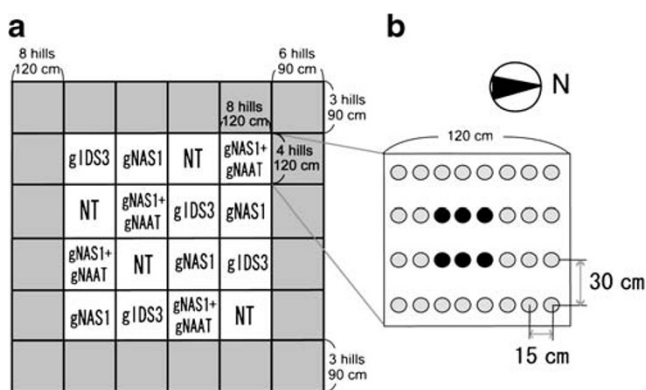 a
b
8 hills
120 cm
6 hills
90 cm
3 hills
90 cm
8 hills
120 cm
4 hills
120 cm
gIDS3
gNAS1
NT
gNAS1+
gNAAT
NT
gNAS1+
gNAAT
gIDS3
gNAS1
gNAS1+
gNAAT
NT
gNAS1
gIDS3
gNAS1
gIDS3
gNAS1+
gNAAT
NT
3 hills
90 cm
N
120 cm
30 cm
15 cm